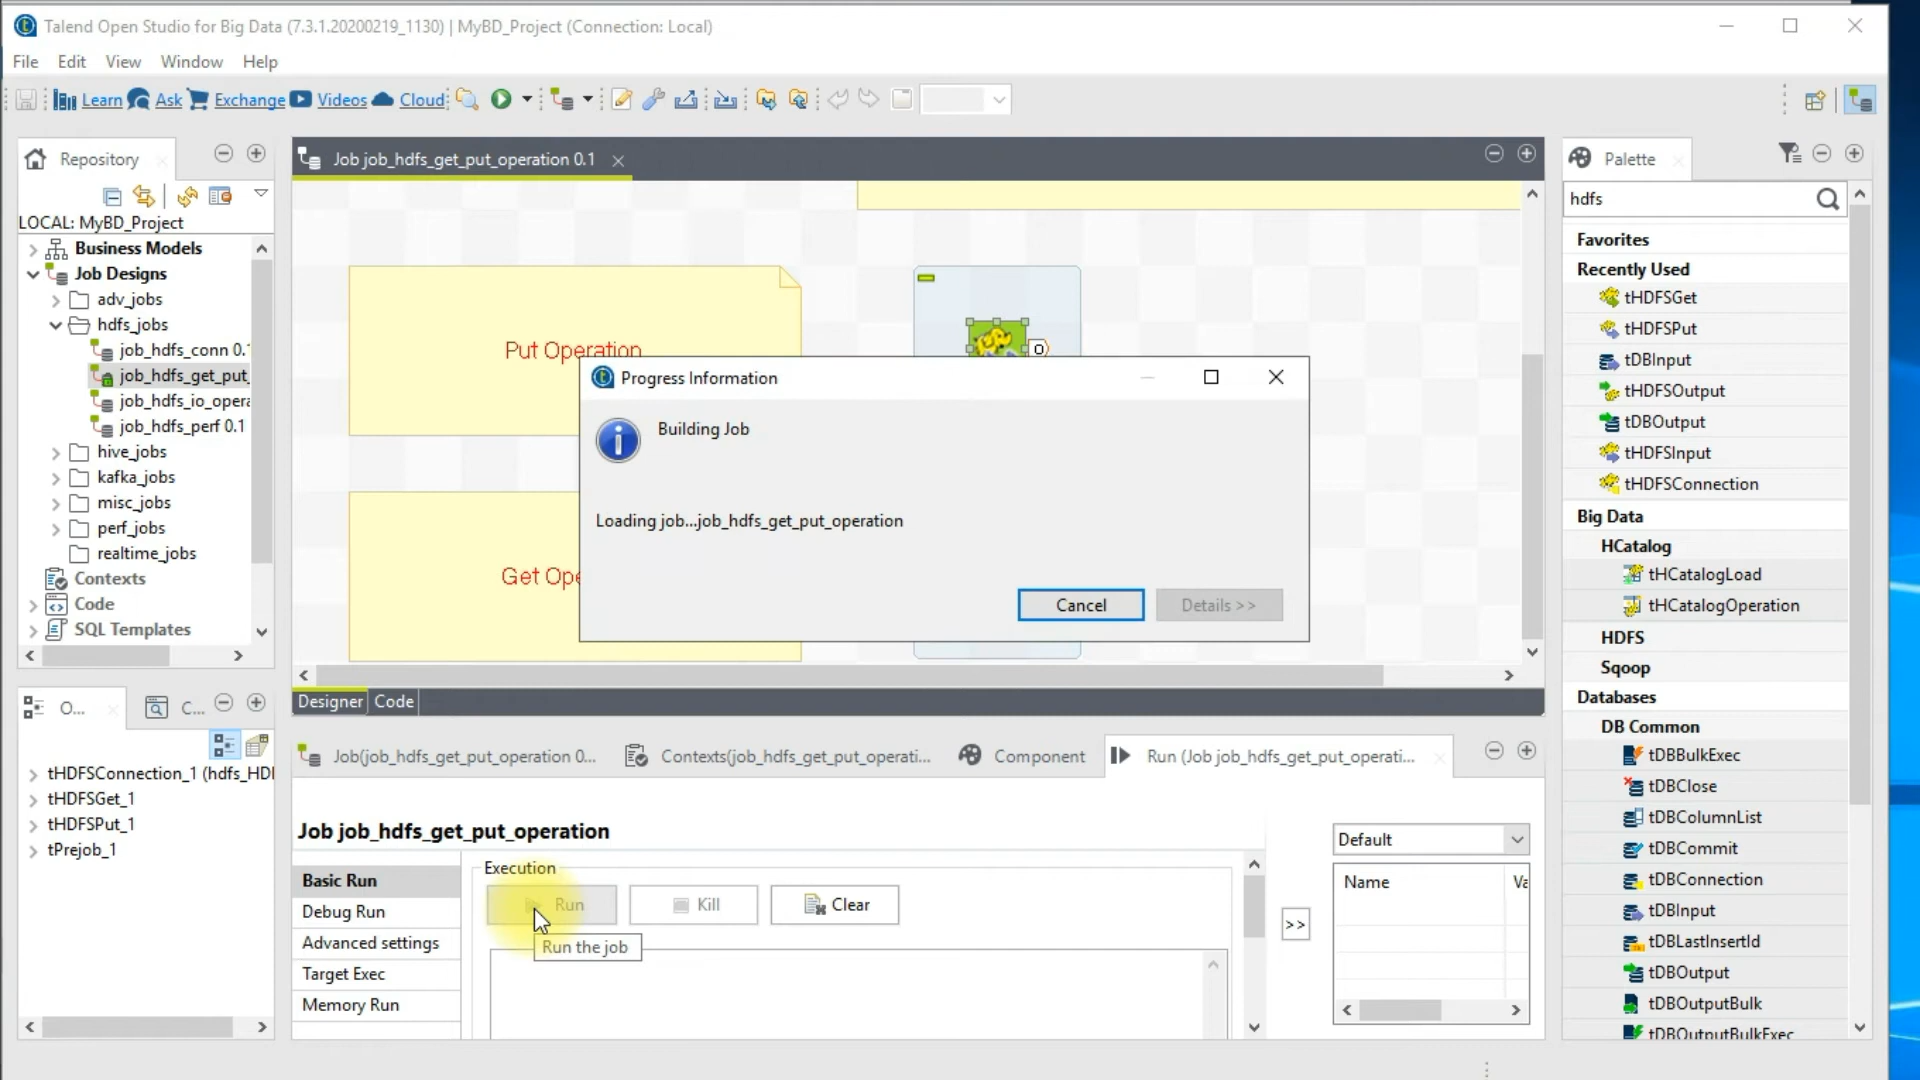 Talend Open Studio for Big Data (7.3.1.20200219_1130) | MyBD_Project (Connection: Local)
File Edit View Window Help
Learn Ask Exchange Videos Cloud
Repository
LOCAL: MyBD_Project
Business Models
Job Designs
adv_jobs
hdfs_jobs
job_hdfs_conn 0.1
job_hdfs_get_put_
job_hdfs_io_opera
job_hdfs_perf 0.1
hive_jobs
kafka_jobs
misc_jobs
perf_jobs
realtime_jobs
Contexts
Code
SQL Templates
O...
C...
tHDFSConnection_1 (hdfs_HDI
tHDFSGet_1
tHDFSPut_1
tPrejob_1
Job job_hdfs_get_put_operation 0.1
Put Operation
Get Ope
Progress Information
Building Job
Loading job...job_hdfs_get_put_operation
Cancel
Details >>
Designer
Code
Job(job_hdfs_get_put_operation 0...
Contexts(job_hdfs_get_put_operati...
Component
Run (Job job_hdfs_get_put_operati...
Job job_hdfs_get_put_operation
Basic Run
Debug Run
Advanced settings
Target Exec
Memory Run
Execution
Run
Kill
Clear
Run the job
>>
Default
Name
Va
Palette
hdfs
Favorites
Recently Used
tHDFSGet
tHDFSPut
tDBInput
tHDFSOutput
tDBOutput
tHDFSInput
tHDFSConnection
Big Data
HCatalog
tHCatalogLoad
tHCatalogOperation
HDFS
Sqoop
Databases
DB Common
tDBBulkExec
tDBClose
tDBColumnList
tDBCommit
tDBConnection
tDBInput
tDBLastInsertId
tDBOutput
tDBOutputBulk
tDBOutputBulkExec